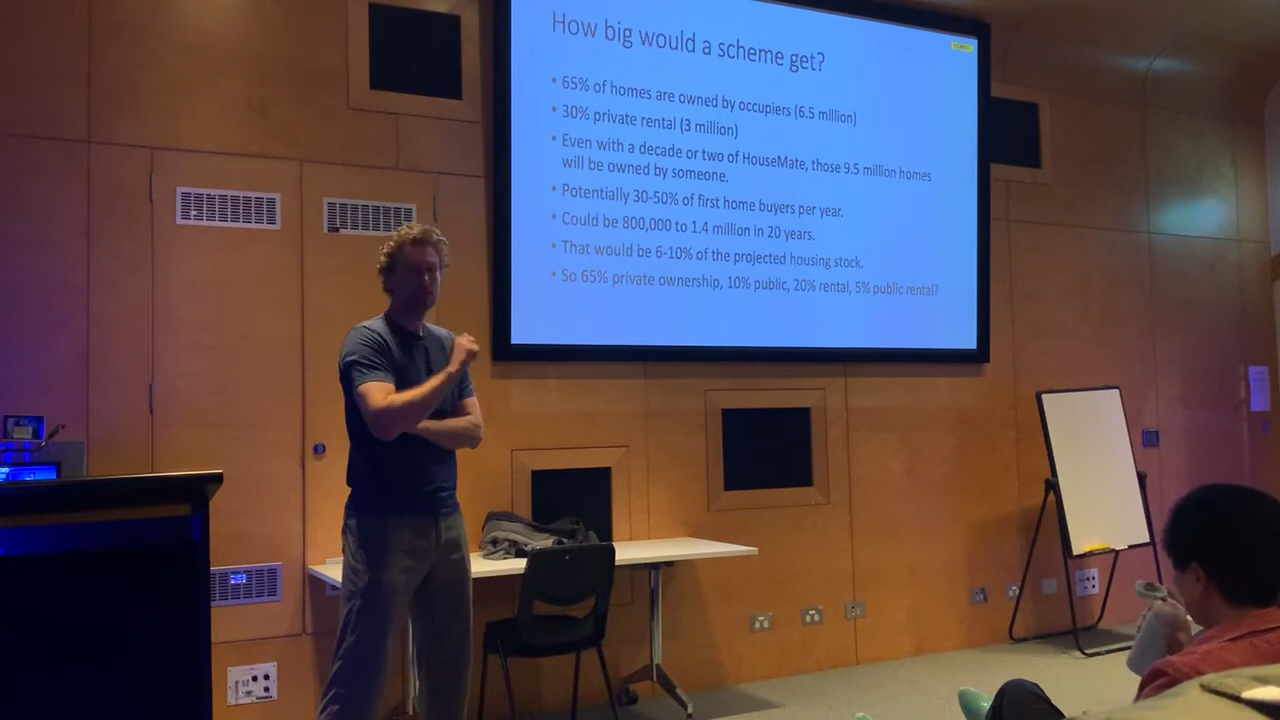 How big would a scheme get?
• 65% of homes are owned by occupiers (6.5 million)
• 30% private rental (3 million)
• Even with a decade or two of HouseMate, those 9.5 million homes
will be owned by someone.
• Potentially 30-50% of first home buyers per year.
• Could be 800,000 to 1.4 million in 20 years.
• That would be 6-10% of the projected housing stock.
• So 65% private ownership, 10% public, 20% rental, 5% public rental?